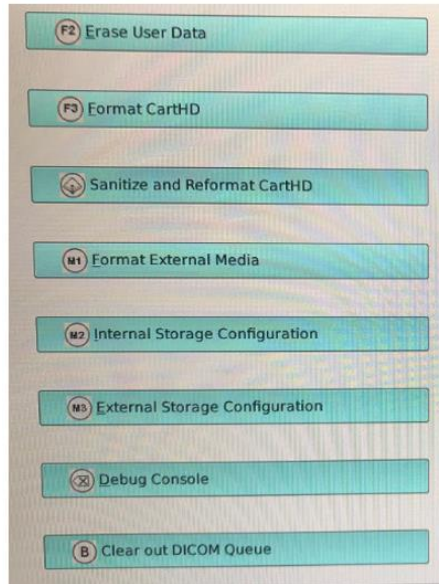 F2 Erase User Data
F3 Format CartHD
Sanitize and Reformat CartHD
M1 Format External Media
M2 Internal Storage Configuration
M3 External Storage Configuration
Debug Console
B Clear out DICOM Queue